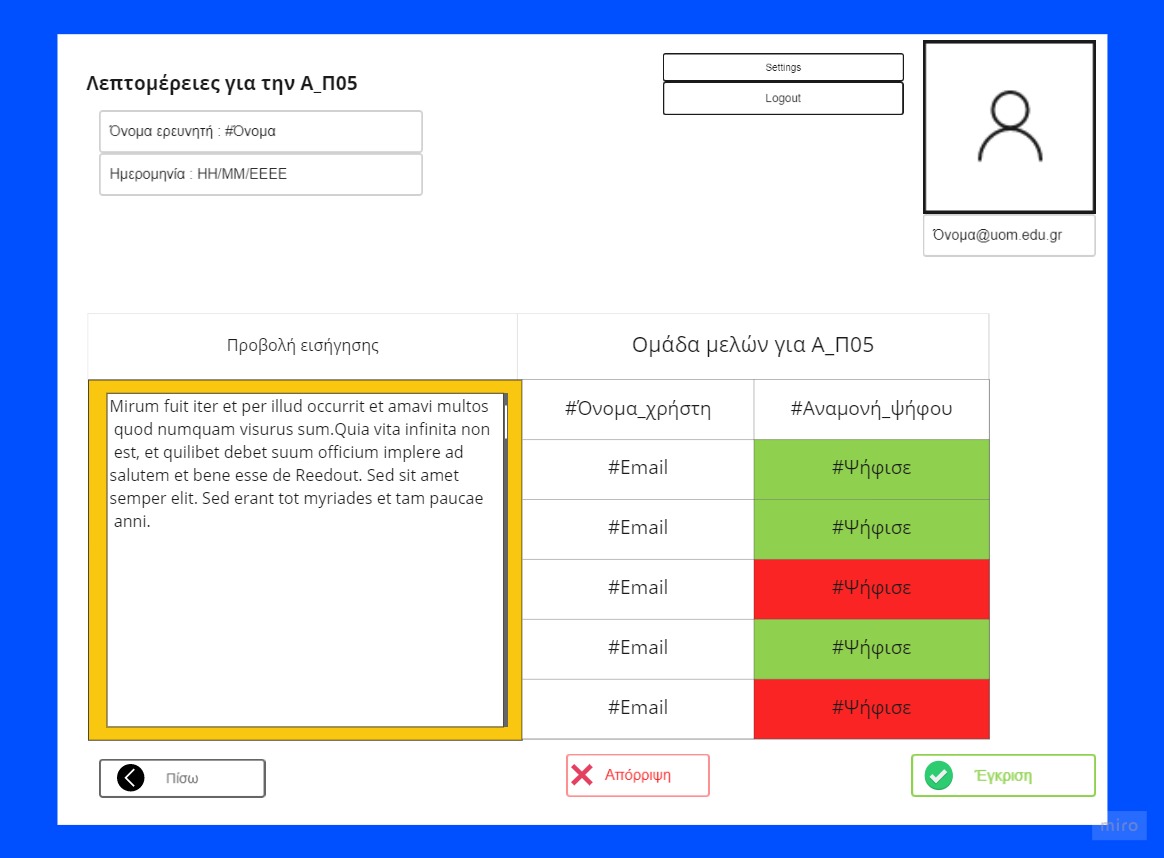 Λεπτομέρειες για την Α_Π05
Settings
Logout
Όνομα ερευνητή : #Όνομα
Ημερομηνία : HH/MM/EEEE
Όνομα@uom.edu.gr
Προβολή εισήγησης
Ομάδα μελών για Α_Π05
Mirum fuit iter et per illud occurrit et amavi multos
quod numquam visurus sum.Quia vita infinita non
est, et quilibet debet suum officium implere ad
salutem et bene esse de Reedout. Sed sit amet
semper elit. Sed erant tot myriades et tam paucae
anni.
#Όνομα_χρήστη
#Αναμονή_ψήφου
#Email
#Ψήφισε
#Email
#Ψήφισε
#Email
#Ψήφισε
#Email
#Ψήφισε
#Email
#Ψήφισε
Πίσω
Απόρριψη
Έγκριση
miro